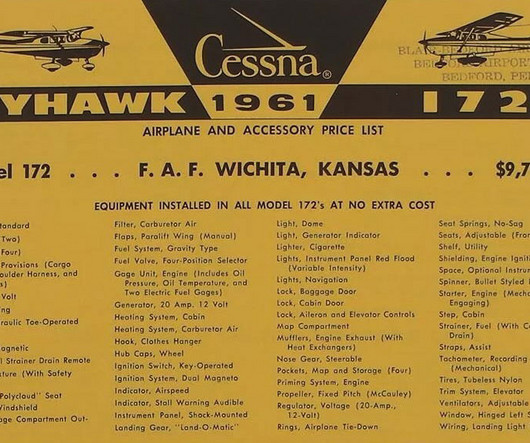 Cessna®
BEDFORD, PE
YHAWK 1961 172
AIRPLANE AND ACCESSORY PRICE LIST
el 172 . . . F. A. F. WICHITA, KANSAS . . . $9,7
EQUIPMENT INSTALLED IN ALL MODEL 172's AT NO EXTRA COST
tandard
Two)
Four)
Provisions (Cargo
oulder Harness, and
s)
Volt
ng
raulic Toe-Operated
agnetic
l Strainer Drain Remote
xture (With Safety
Polycloud" Seat
indshield
age Compartment Out-
Filter, Carburetor Air
Flaps, Paralift Wing (Manual)
Fuel System, Gravity Type
Fuel Valve, Four-Position Selector
Gage Unit, Engine (Includes Oil
Pressure, Oil Temperature, and
Two Electric Fuel Gages)
Generator, 20 Amp. 12 Volt
Heating System, Cabin
Heating System, Carburetor Air
Hook, Clothes Hanger
Hub Caps, Wheel
Ignition Switch, Key-Operated
Ignition System, Dual Magneto
Indicator, Airspeed
Indicator, Stall Warning Audible
Instrument Panel, Shock-Mounted
Landing Gear, "Land-O-Matic"
Light, Dome
Light, Generator Indicator
Lighter, Cigarette
Lights, Instrument Panel Red Flood
(Variable Intensity)
Lights, Navigation
Lock, Baggage Door
Lock, Cabin Door
Lock, Aileron and Elevator Controls
Map Compartment
Mufflers, Engine Exhaust (With
Heat Exchangers)
Nose Gear, Steerable
Pockets, Map and Storage (Four)
Priming System, Engine
Propeller, Fixed Pitch (McCauley)
Regulator, Voltage (20-Amp.,
12-Volt)
Rings, Airplane Tie-Down
Seat Springs, No-Sag
Seats, Adjustable (Fron
Shelf, Utility
Shielding, Engine Igniti
Space, Optional Instrum
Spinner, Bullet Styled P
Starter, Engine (Mecha
Engaging)
Step, Cabin
Strainer, Fuel (With Co
Drain)
Straps, Assist
Tachometer, Recording
(Mechanical)
Tires, Tubeless Nylon
Trim System, Elevator
Ventilators, Adjustable
Window, Hinged Left S
Wiring, Landing Light